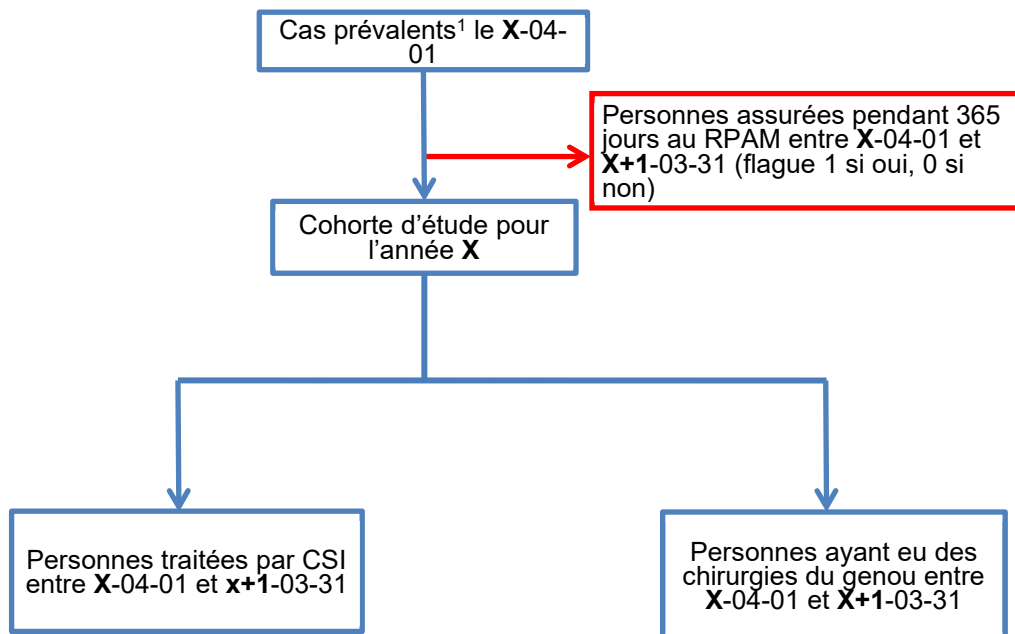 Cas prévalents¹ le X-04-
01
Personnes assurées pendant 365
jours au RPAM entre X-04-01 et
X+1-03-31 (flague 1 si oui, 0 si
non)
Cohorte d'étude pour
l'année X
Personnes traitées par CSI
entre X-04-01 et x+1-03-31
Personnes ayant eu des
chirurgies du genou entre
X-04-01 et X+1-03-31